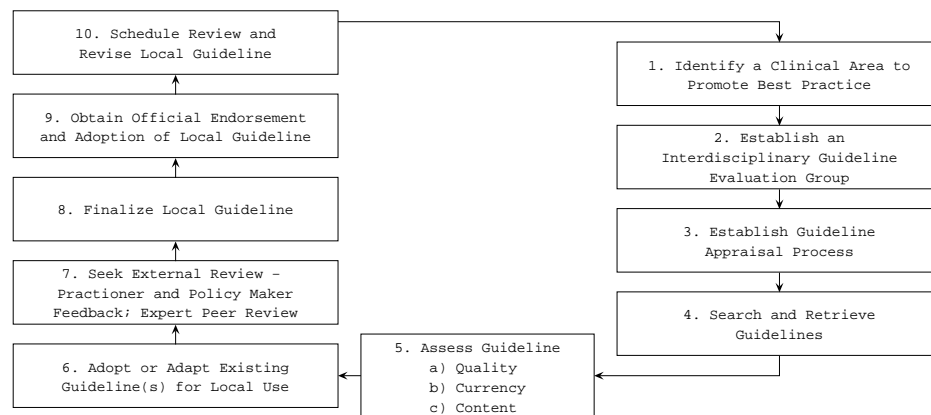 10. Schedule Review and
Revise Local Guideline
1. Identify a Clinical Area to
Promote Best Practice
9. Obtain Official Endorsement
and Adoption of Local Guideline
2. Establish an
Interdisciplinary Guideline
Evaluation Group
8. Finalize Local Guideline
3. Establish Guideline
Appraisal Process
7. Seek External Review –
Practioner and Policy Maker
Feedback; Expert Peer Review
4. Search and Retrieve
Guidelines
5. Assess Guideline
a) Quality
b) Currency
c) Content
6. Adopt or Adapt Existing
Guideline(s) for Local Use